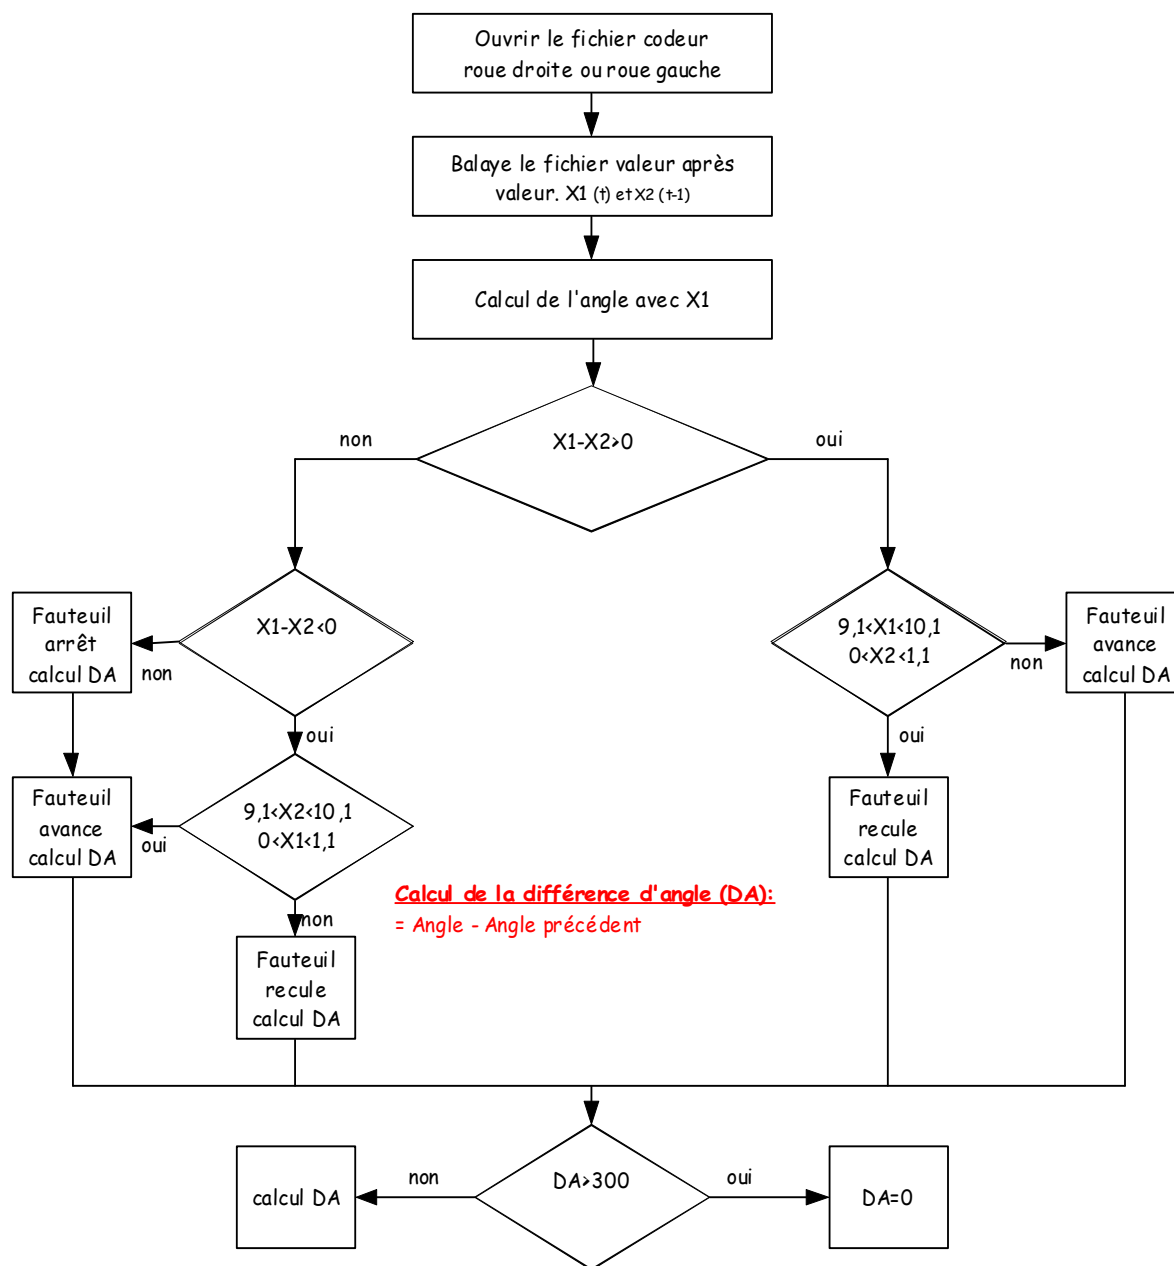 Ouvrir le fichier codeur
roue droite ou roue gauche
Balaye le fichier valeur après
valeur. X1 (t) et X2 (t-1)
Calcul de l'angle avec X1
X1-X2>0
non
oui
X1-X2<0
Fauteuil
arrêt
calcul DA
non
oui
9,1<X1<10,1
0<X2<1,1
non
Fauteuil
avance
calcul DA
oui
Fauteuil
avance
calcul DA
oui
9,1<X2<10,1
0<X1<1,1
non
Fauteuil
recule
calcul DA
Fauteuil
recule
calcul DA
Calcul de la différence d'angle (DA):
= Angle - Angle précédent
DA>300
non
oui
calcul DA
DA=0